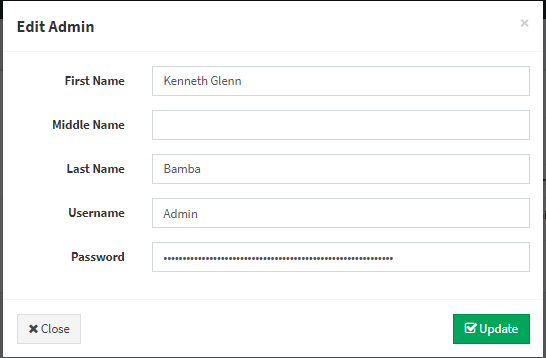 Edit Admin ×
First Name Kenneth Glenn
Middle Name
Last Name Bamba
Username Admin
Password ••••••••••••••••••••••••••••••••••••••••••••••••••••••••••••
Close
Update